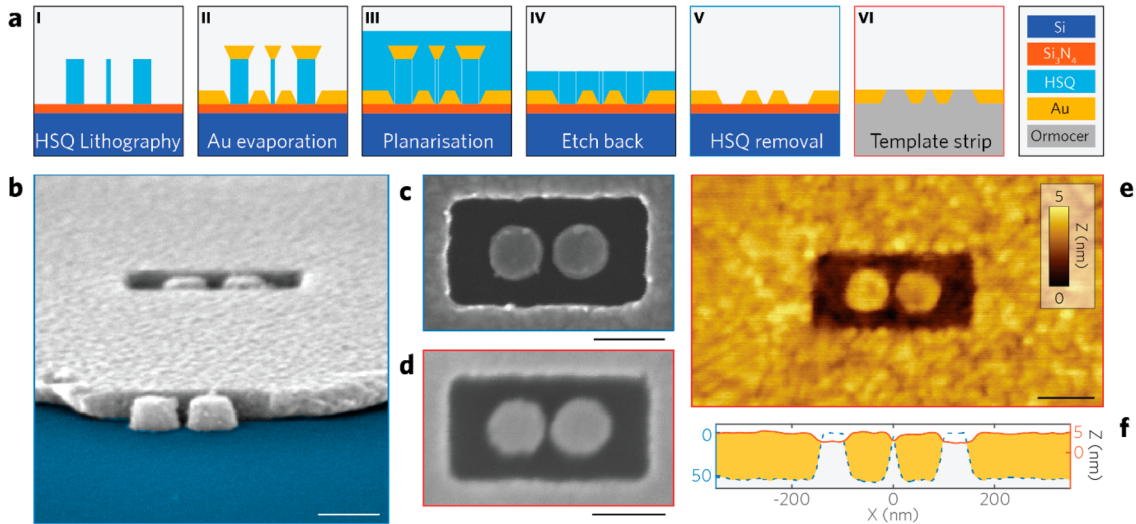 a
I
II
III
IV
V
VI
HSQ Lithography
Au evaporation
Planarisation
Etch back
HSQ removal
Template strip
Si
Si₃N₄
HSQ
Au
Ormocer
b
c
d
e
5
0
Z (nm)
f
0
50
5
0
Z (nm)
-200
0
200
X (nm)